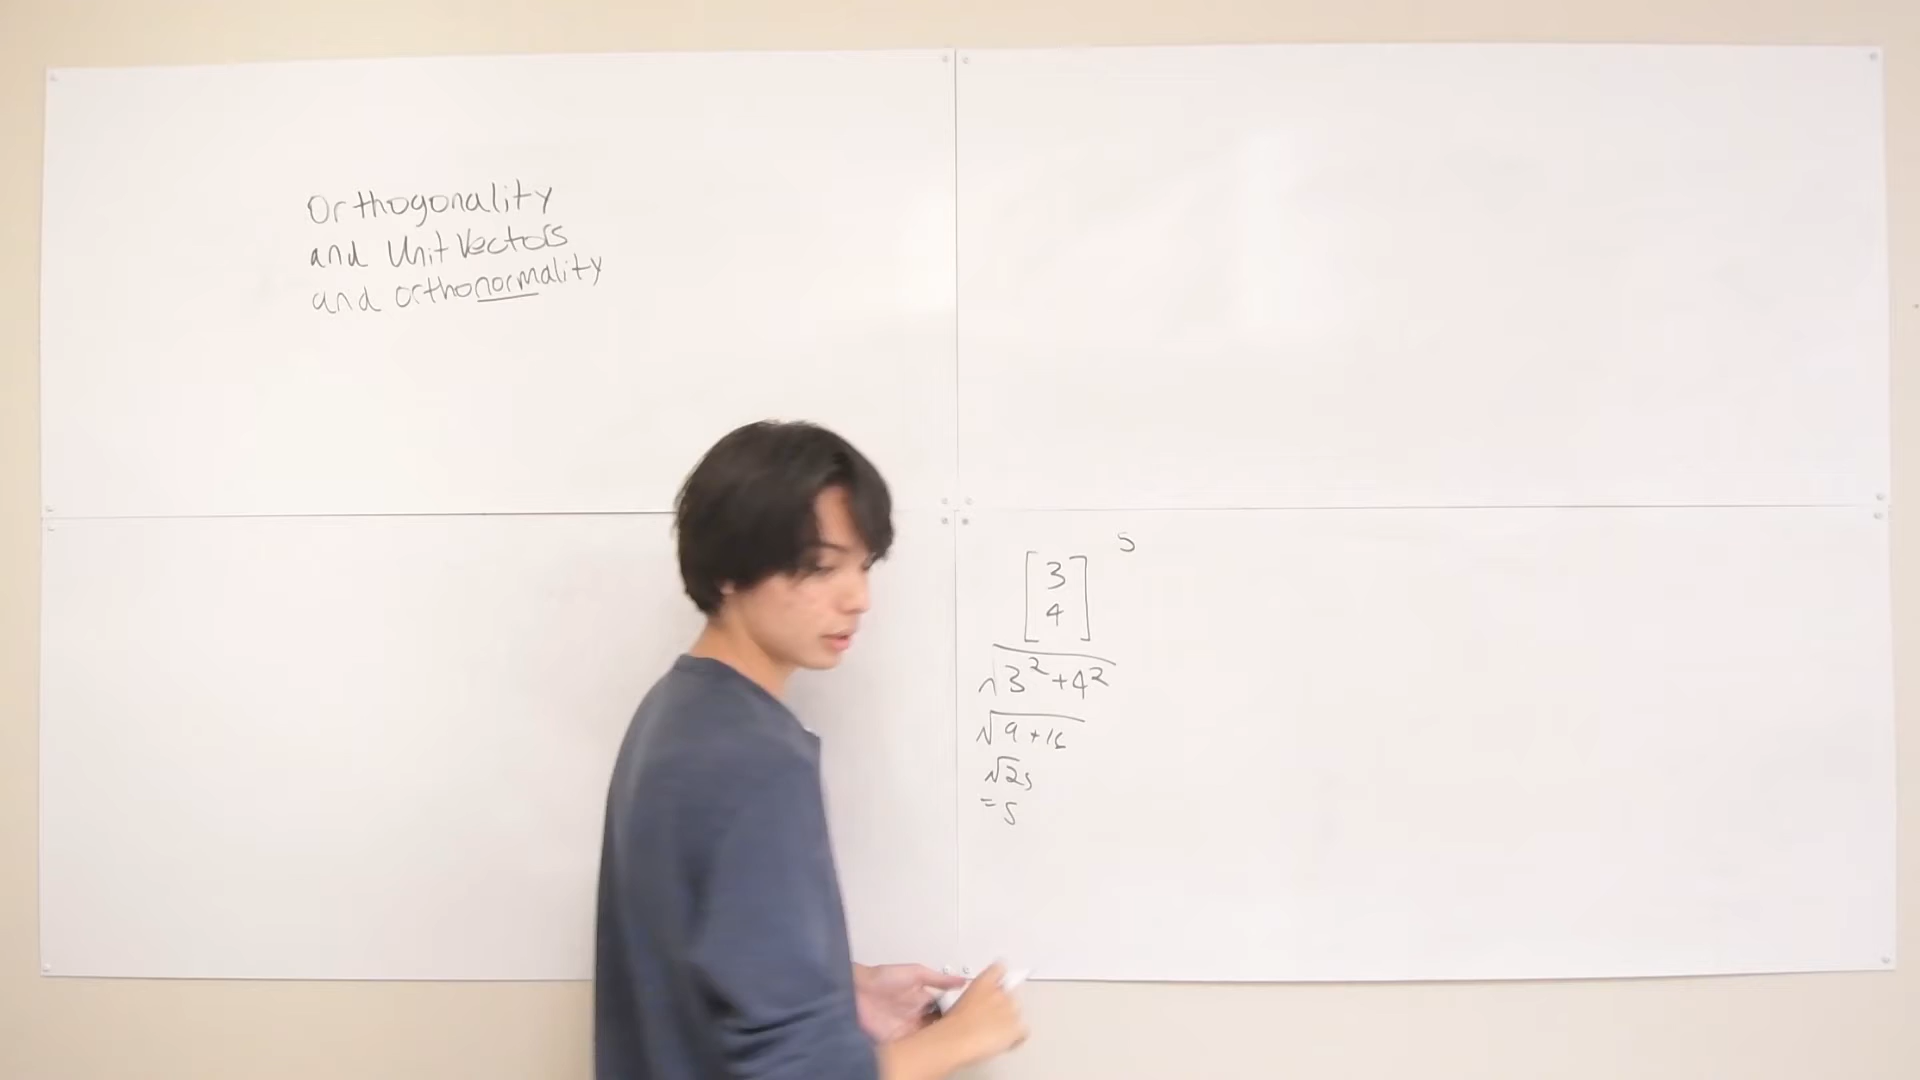 Orthogonality
and Unit Vectors
and orthonormality
5
[3
4]
√3²+4²
√9+16
√25
=5